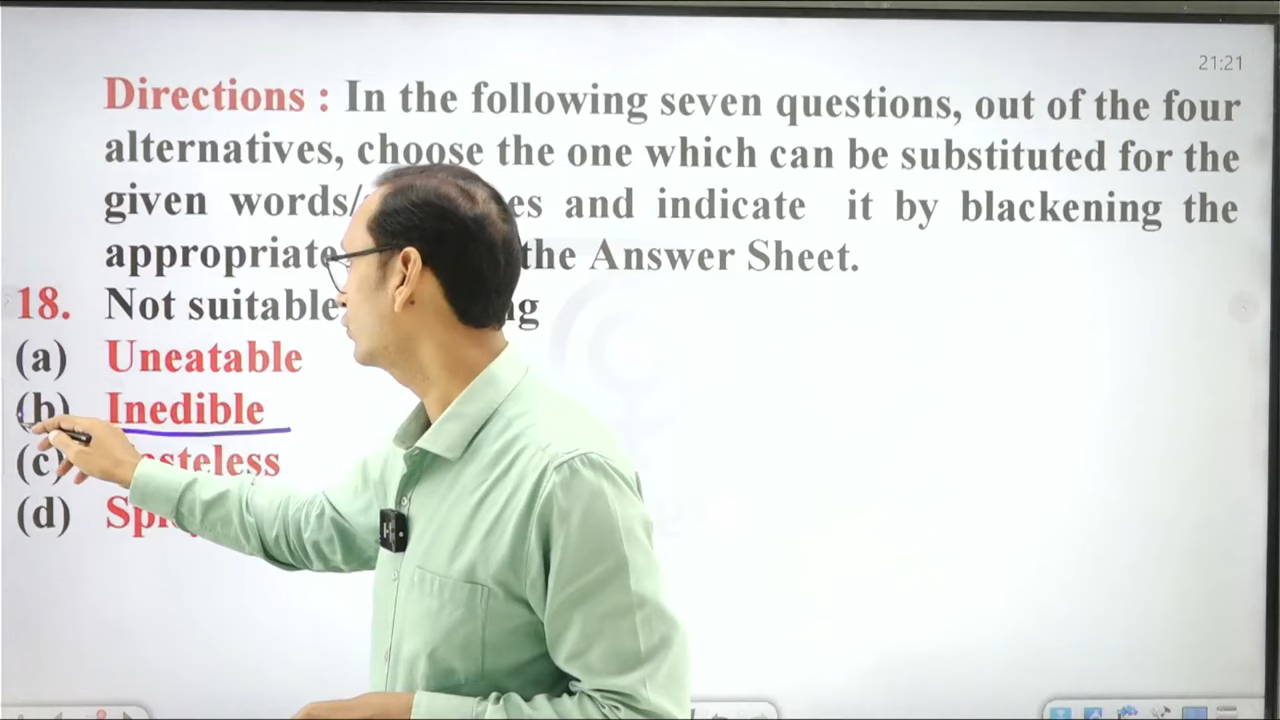 21:21
Directions : In the following seven questions, out of the four
alternatives, choose the one which can be substituted for the
given words/ and indicate it by blackening the
appropriate the Answer Sheet.
18. Not suitable
(a) Uneatable
(b) Inedible
(c)
(d)